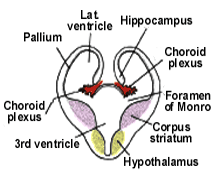 Lat.
ventricle
Hippocampus
Pallium
Choroid
plexus
Foramen
of Monro
Choroid
plexus
Corpus
striatum
3rd ventricle
Hypothalamus